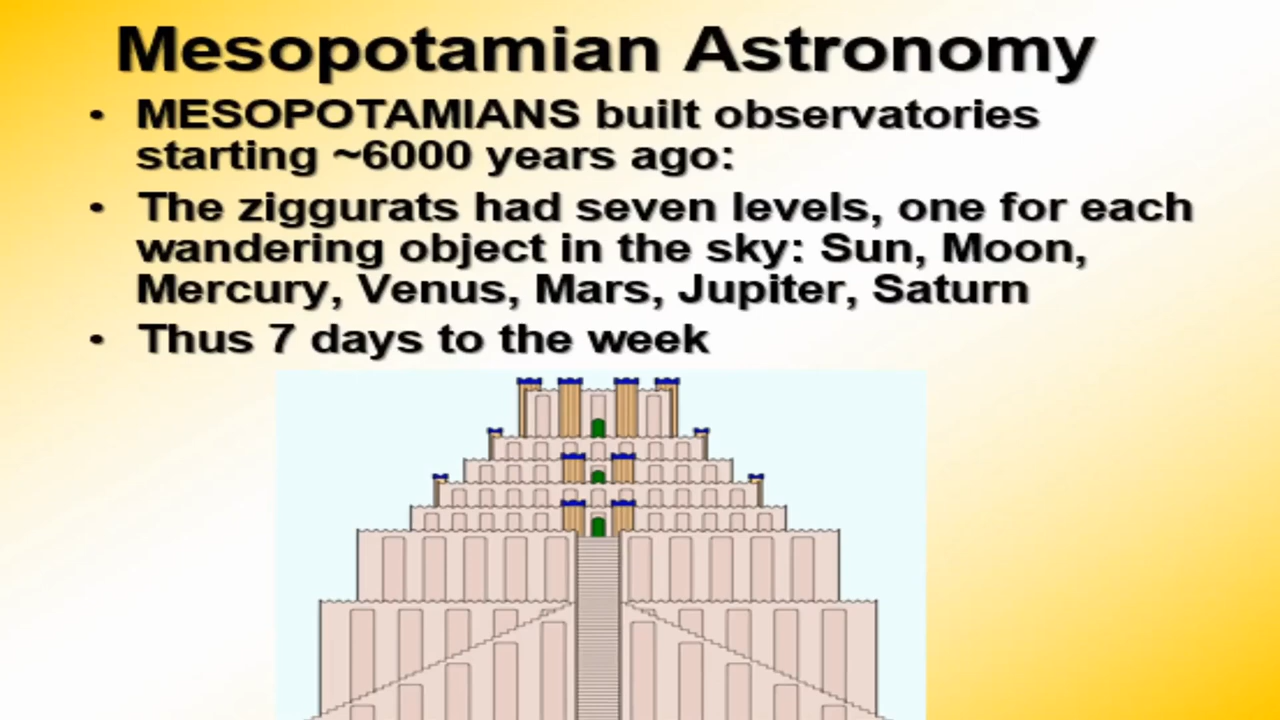 Mesopotamian Astronomy
• MESOPOTAMIANS built observatories
starting ~6000 years ago:
• The ziggurats had seven levels, one for each
wandering object in the sky: Sun, Moon,
Mercury, Venus, Mars, Jupiter, Saturn
• Thus 7 days to the week